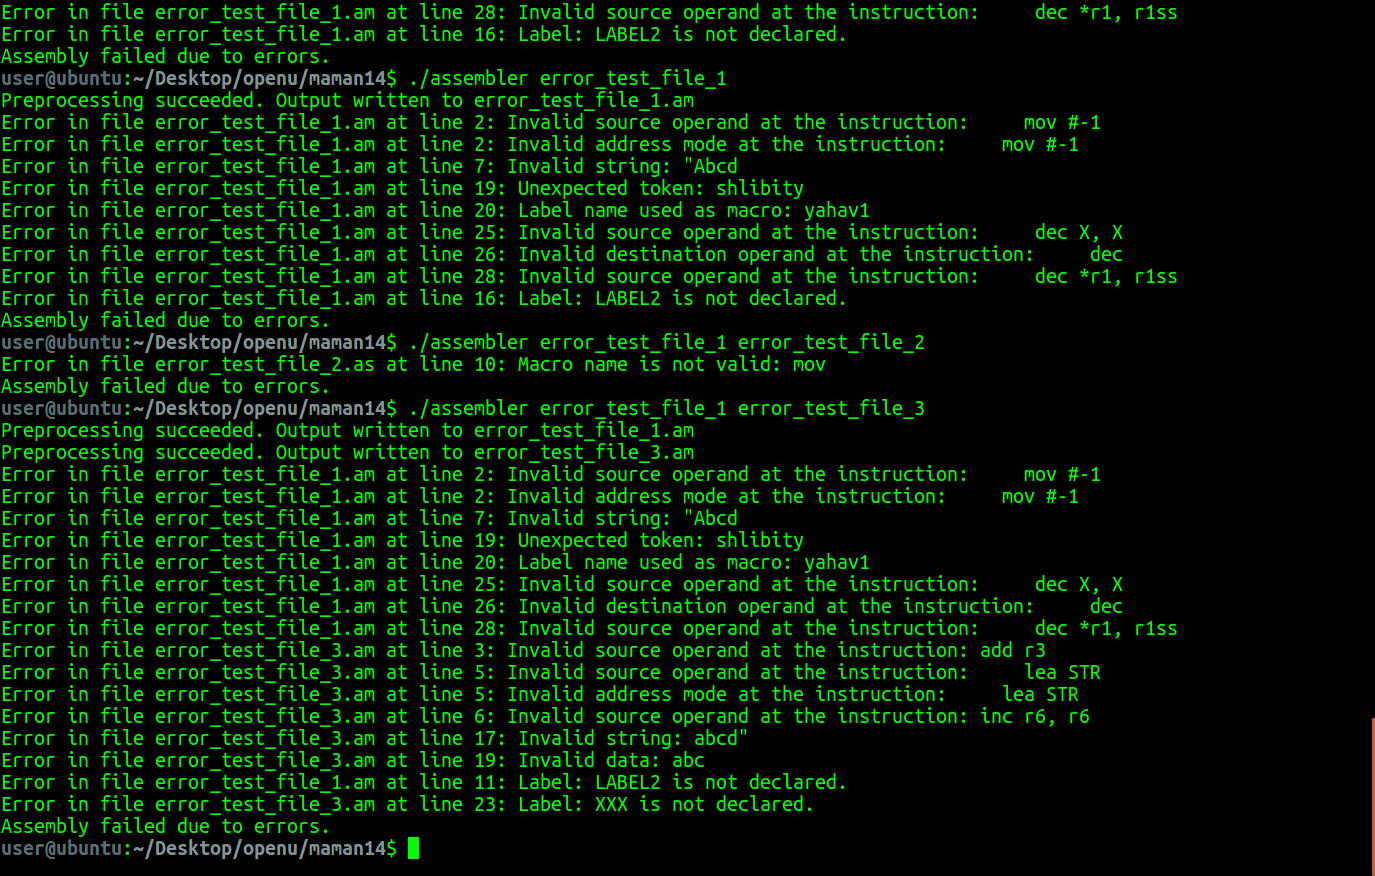 Error in file error_test_file_1.am at line 28: Invalid source operand at the instruction:     dec *r1, r1ss
Error in file error_test_file_1.am at line 16: Label: LABEL2 is not declared.
Assembly failed due to errors.
user@ubuntu:~/Desktop/openu/maman14$ ./assembler error_test_file_1
Preprocessing succeeded. Output written to error_test_file_1.am
Error in file error_test_file_1.am at line 2: Invalid source operand at the instruction:     mov #-1
Error in file error_test_file_1.am at line 2: Invalid address mode at the instruction:     mov #-1
Error in file error_test_file_1.am at line 7: Invalid string: "Abcd
Error in file error_test_file_1.am at line 19: Unexpected token: shlibity
Error in file error_test_file_1.am at line 20: Label name used as macro: yahav1
Error in file error_test_file_1.am at line 25: Invalid source operand at the instruction:     dec X, X
Error in file error_test_file_1.am at line 26: Invalid destination operand at the instruction:     dec
Error in file error_test_file_1.am at line 28: Invalid source operand at the instruction:     dec *r1, r1ss
Error in file error_test_file_1.am at line 16: Label: LABEL2 is not declared.
Assembly failed due to errors.
user@ubuntu:~/Desktop/openu/maman14$ ./assembler error_test_file_1 error_test_file_2
Error in file error_test_file_2.as at line 10: Macro name is not valid: mov
Assembly failed due to errors.
user@ubuntu:~/Desktop/openu/maman14$ ./assembler error_test_file_1 error_test_file_3
Preprocessing succeeded. Output written to error_test_file_1.am
Preprocessing succeeded. Output written to error_test_file_3.am
Error in file error_test_file_1.am at line 2: Invalid source operand at the instruction:     mov #-1
Error in file error_test_file_1.am at line 2: Invalid address mode at the instruction:     mov #-1
Error in file error_test_file_1.am at line 7: Invalid string: "Abcd
Error in file error_test_file_1.am at line 19: Unexpected token: shlibity
Error in file error_test_file_1.am at line 20: Label name used as macro: yahav1
Error in file error_test_file_1.am at line 25: Invalid source operand at the instruction:     dec X, X
Error in file error_test_file_1.am at line 26: Invalid destination operand at the instruction:     dec
Error in file error_test_file_1.am at line 28: Invalid source operand at the instruction:     dec *r1, r1ss
Error in file error_test_file_3.am at line 3: Invalid source operand at the instruction: add r3
Error in file error_test_file_3.am at line 5: Invalid source operand at the instruction:     lea STR
Error in file error_test_file_3.am at line 5: Invalid address mode at the instruction:     lea STR
Error in file error_test_file_3.am at line 6: Invalid source operand at the instruction: inc r6, r6
Error in file error_test_file_3.am at line 17: Invalid string: abcd"
Error in file error_test_file_3.am at line 19: Invalid data: abc
Error in file error_test_file_1.am at line 11: Label: LABEL2 is not declared.
Error in file error_test_file_3.am at line 23: Label: XXX is not declared.
Assembly failed due to errors.
user@ubuntu:~/Desktop/openu/maman14$